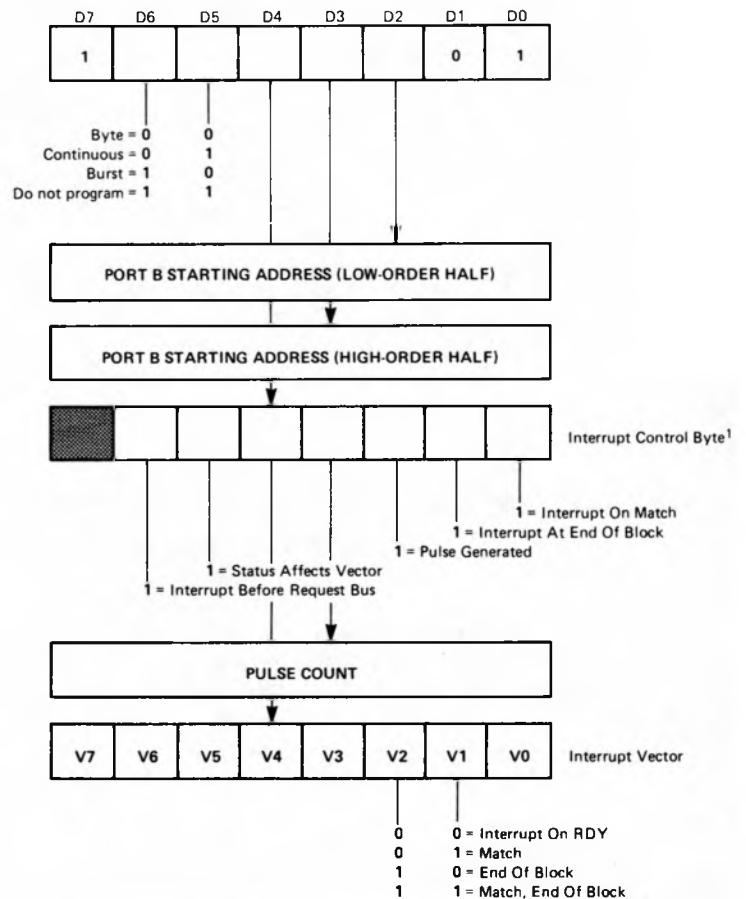 D7 D6 D5 D4 D3 D2 D1 D0
1 0 1
Byte = 0 0
Continuous = 0 1
Burst = 1 0
Do not program = 1 1
PORT B STARTING ADDRESS (LOW-ORDER HALF)
PORT B STARTING ADDRESS (HIGH-ORDER HALF)
Interrupt Control Byte¹
1 = Interrupt On Match
1 = Interrupt At End Of Block
1 = Pulse Generated
1 = Status Affects Vector
1 = Interrupt Before Request Bus
PULSE COUNT
V7 V6 V5 V4 V3 V2 V1 V0 Interrupt Vector
0 0 = Interrupt On RDY
0 1 = Match
1 0 = End Of Block
1 1 = Match, End Of Block